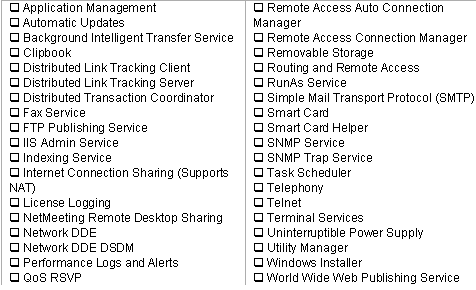 ❑ Application Management
❑ Automatic Updates
❑ Background Intelligent Transfer Service
❑ Clipbook
❑ Distributed Link Tracking Client
❑ Distributed Link Tracking Server
❑ Distributed Transaction Coordinator
❑ Fax Service
❑ FTP Publishing Service
❑ IIS Admin Service
❑ Indexing Service
❑ Internet Connection Sharing (Supports
NAT)
❑ License Logging
❑ NetMeeting Remote Desktop Sharing
❑ Network DDE
❑ Network DDE DSDM
❑ Performance Logs and Alerts
❑ QoS RSVP
❑ Remote Access Auto Connection
Manager
❑ Remote Access Connection Manager
❑ Removable Storage
❑ Routing and Remote Access
❑ RunAs Service
❑ Simple Mail Transport Protocol (SMTP)
❑ Smart Card
❑ Smart Card Helper
❑ SNMP Service
❑ SNMP Trap Service
❑ Task Scheduler
❑ Telephony
❑ Telnet
❑ Terminal Services
❑ Uninterruptible Power Supply
❑ Utility Manager
❑ Windows Installer
❑ World Wide Web Publishing Service